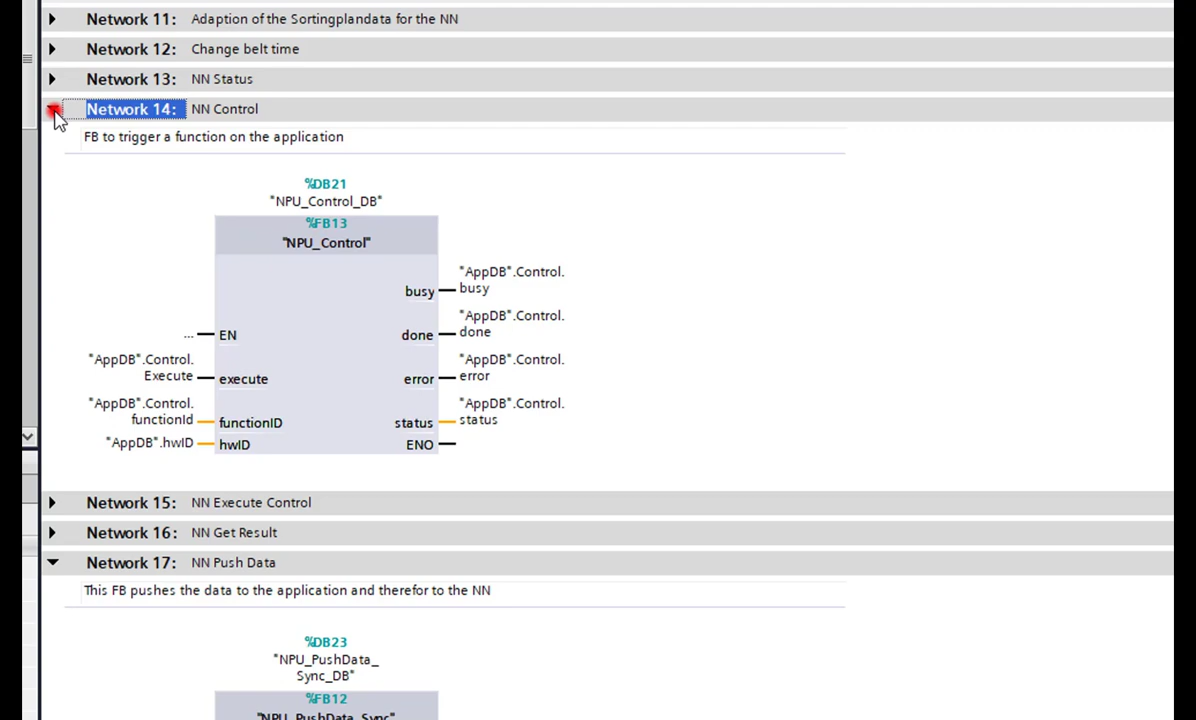 Network 11: Adaption of the Sortingplandata for the NN
Network 12: Change belt time
Network 13: NN Status
Network 14: NN Control
FB to trigger a function on the application
%DB21
"NPU_Control_DB"
%FB13
"NPU_Control"
"AppDB".Control.
busy busy
"AppDB".Control.
... EN done done
"AppDB".Control. "AppDB".Control.
Execute execute error error
"AppDB".Control. "AppDB".Control.
functionId functionID status status
"AppDB".hwID hwID ENO
Network 15: NN Execute Control
Network 16: NN Get Result
Network 17: NN Push Data
This FB pushes the data to the application and therefor to the NN
%DB23
"NPU_PushData_
Sync_DB"
%FB12
"NPU_PushData_Sync"